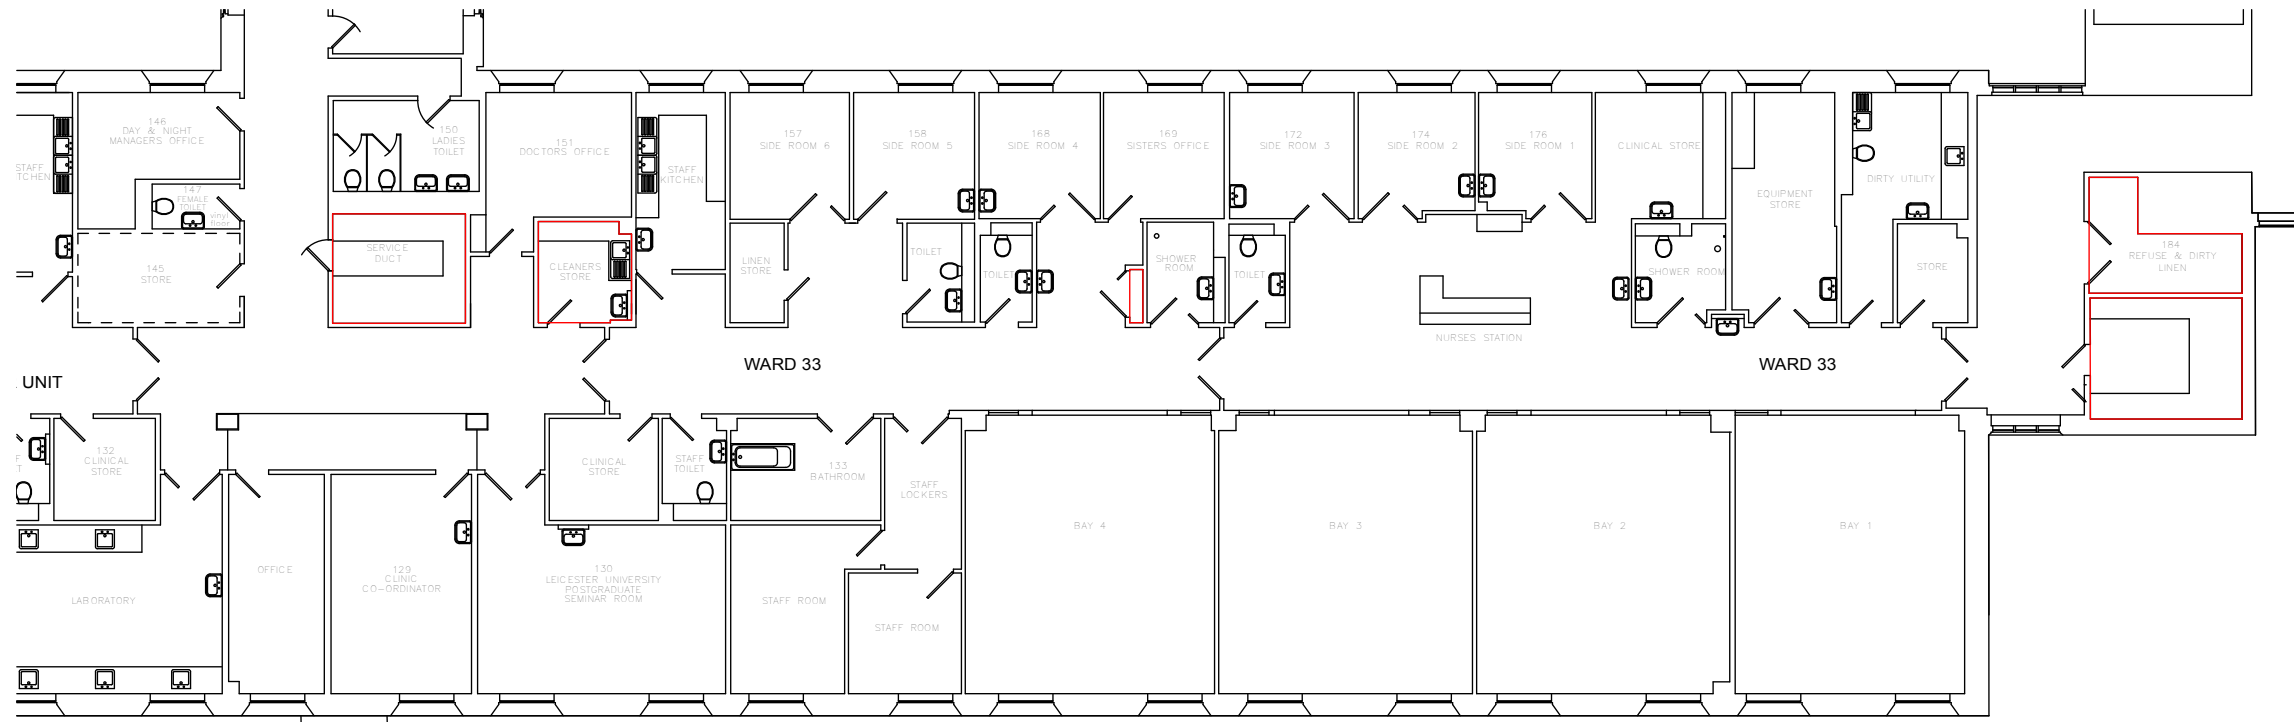 146
DAY & NIGHT
MANAGERS OFFICE
STAFF
TCHEN
147
FEMALE
TOILET
vinyl
floor
145
STORE
150
LADIES
TOILET
SERVICE
DUCT
151
DOCTORS OFFICE
CLEANERS
STORE
STAFF
KITCHEN
157
SIDE ROOM 6
158
SIDE ROOM 5
168
SIDE ROOM 4
169
SISTERS OFFICE
172
SIDE ROOM 3
174
SIDE ROOM 2
176
SIDE ROOM 1
CLINICAL STORE
EQUIPMENT
STORE
DIRTY UTILITY
LINEN
STORE
TOILET
TOILET
SHOWER
ROOM
TOILET
SHOWER ROOM
STORE
184
REFUSE & DIRTY
LINEN
NURSES STATION
WARD 33
WARD 33
UNIT
132
CLINICAL
STORE
F
T
LABORATORY
OFFICE
129
CLINIC
CO-ORDINATOR
CLINICAL
STORE
STAFF
TOILET
133
BATHROOM
STAFF
LOCKERS
130
LEICESTER UNIVERSITY
POSTGRADUATE
SEMINAR ROOM
STAFF ROOM
STAFF ROOM
BAY 4
BAY 3
BAY 2
BAY 1